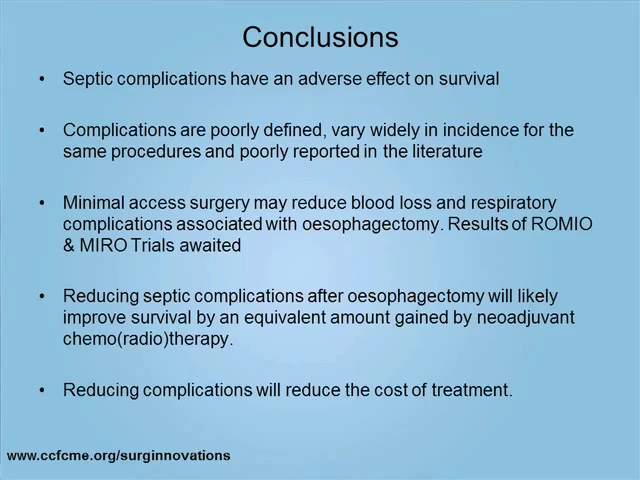 Conclusions
• Septic complications have an adverse effect on survival
• Complications are poorly defined, vary widely in incidence for the
same procedures and poorly reported in the literature
• Minimal access surgery may reduce blood loss and respiratory
complications associated with oesophagectomy. Results of ROMIO
& MIRO Trials awaited
• Reducing septic complications after oesophagectomy will likely
improve survival by an equivalent amount gained by neoadjuvant
chemo(radio)therapy.
• Reducing complications will reduce the cost of treatment.
www.ccfcme.org/surginnovations